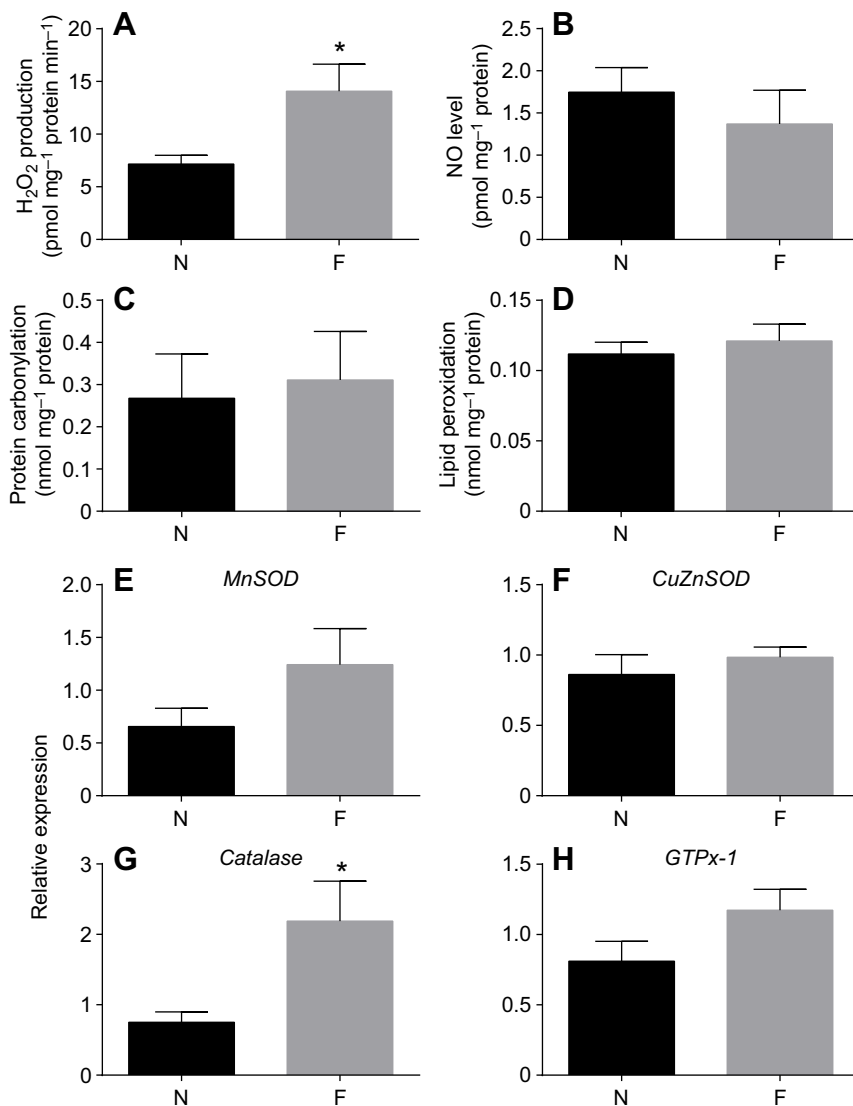 A
H₂O₂ production
(pmol mg⁻¹ protein min⁻¹)
20
15
10
5
0
*
N F
B
NO level
(pmol mg⁻¹ protein)
2.5
2.0
1.5
1.0
0.5
0
N F
C
Protein carbonylation
(nmol mg⁻¹ protein)
0.5
0.4
0.3
0.2
0.1
0
N F
D
Lipid peroxidation
(nmol mg⁻¹ protein)
0.15
0.10
0.05
0
N F
Relative expression
E MnSOD
2.0
1.5
1.0
0.5
0
N F
F CuZnSOD
1.5
1.0
0.5
0
N F
G Catalase
3
2
1
0
*
N F
H GTPx-1
1.5
1.0
0.5
0
N F